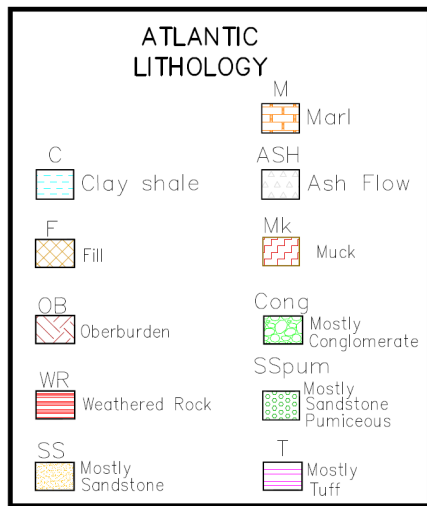 ATLANTIC
LITHOLOGY
M
Marl
C
Clay shale
ASH
Ash Flow
F
Fill
Mk
Muck
OB
Oberburden
Cong
Mostly
Conglomerate
WR
Weathered Rock
SSpum
Mostly
Sandstone
Pumiceous
SS
Mostly
Sandstone
T
Mostly
Tuff